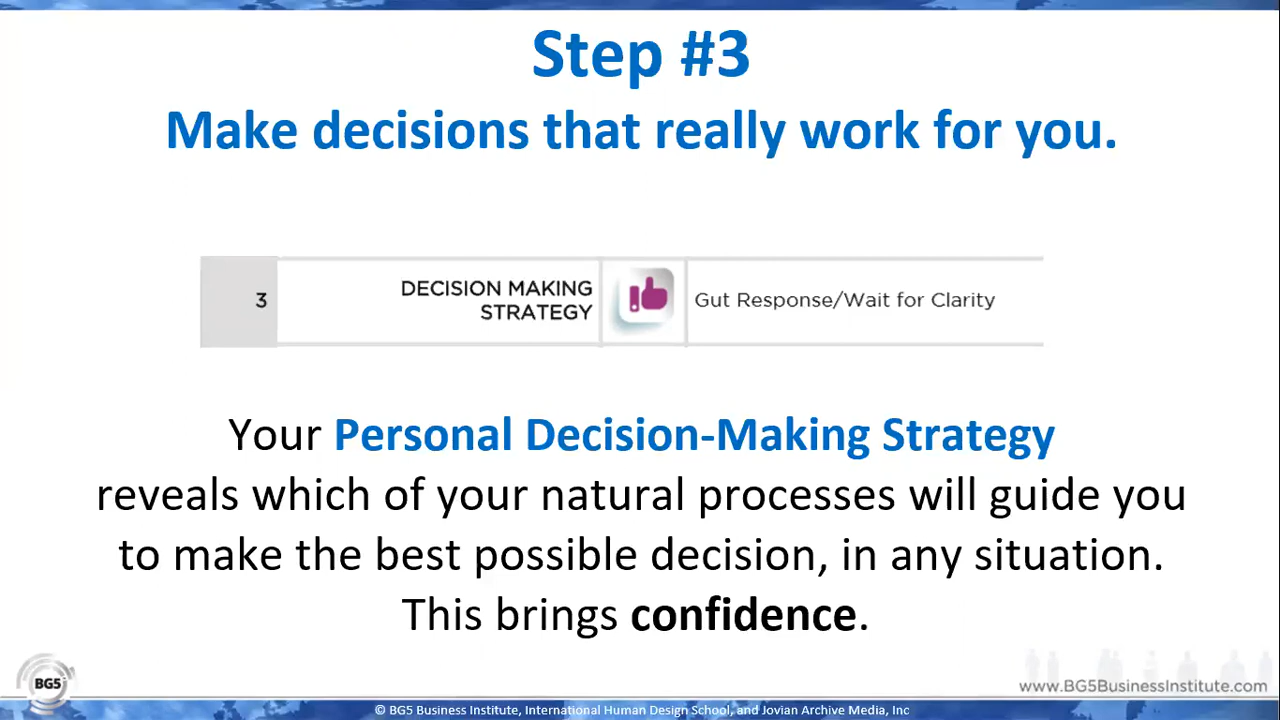 Step #3
Make decisions that really work for you.
3
DECISION MAKING
STRATEGY
Gut Response/Wait for Clarity
Your Personal Decision-Making Strategy
reveals which of your natural processes will guide you
to make the best possible decision, in any situation.
This brings confidence.
BG5
www.BG5BusinessInstitute.com
© BG5 Business Institute, International Human Design School, and Jovian Archive Media, Inc